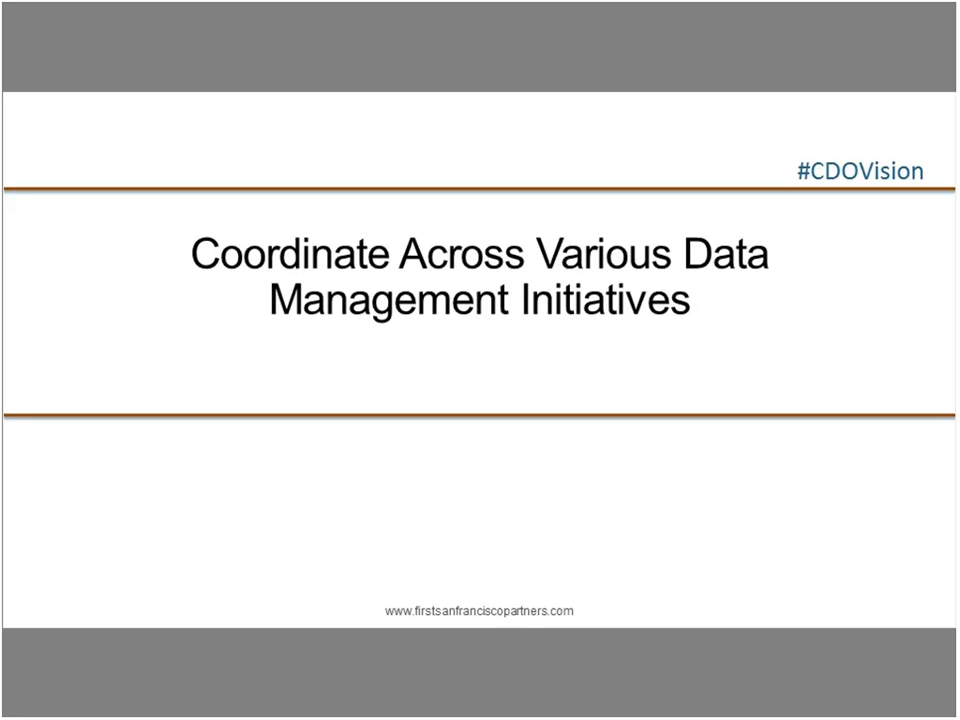 #CDOVision
Coordinate Across Various Data
Management Initiatives
www.firstsanfranciscopartners.com